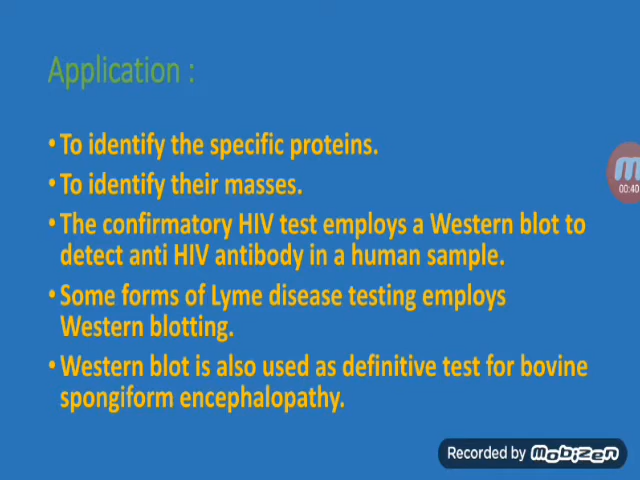 Application :
• To identify the specific proteins.
• To identify their masses.
• The confirmatory HIV test employs a Western blot to
detect anti HIV antibody in a human sample.
• Some forms of Lyme disease testing employs
Western blotting.
• Western blot is also used as definitive test for bovine
spongiform encephalopathy.
m
00:40
Recorded by mobizen